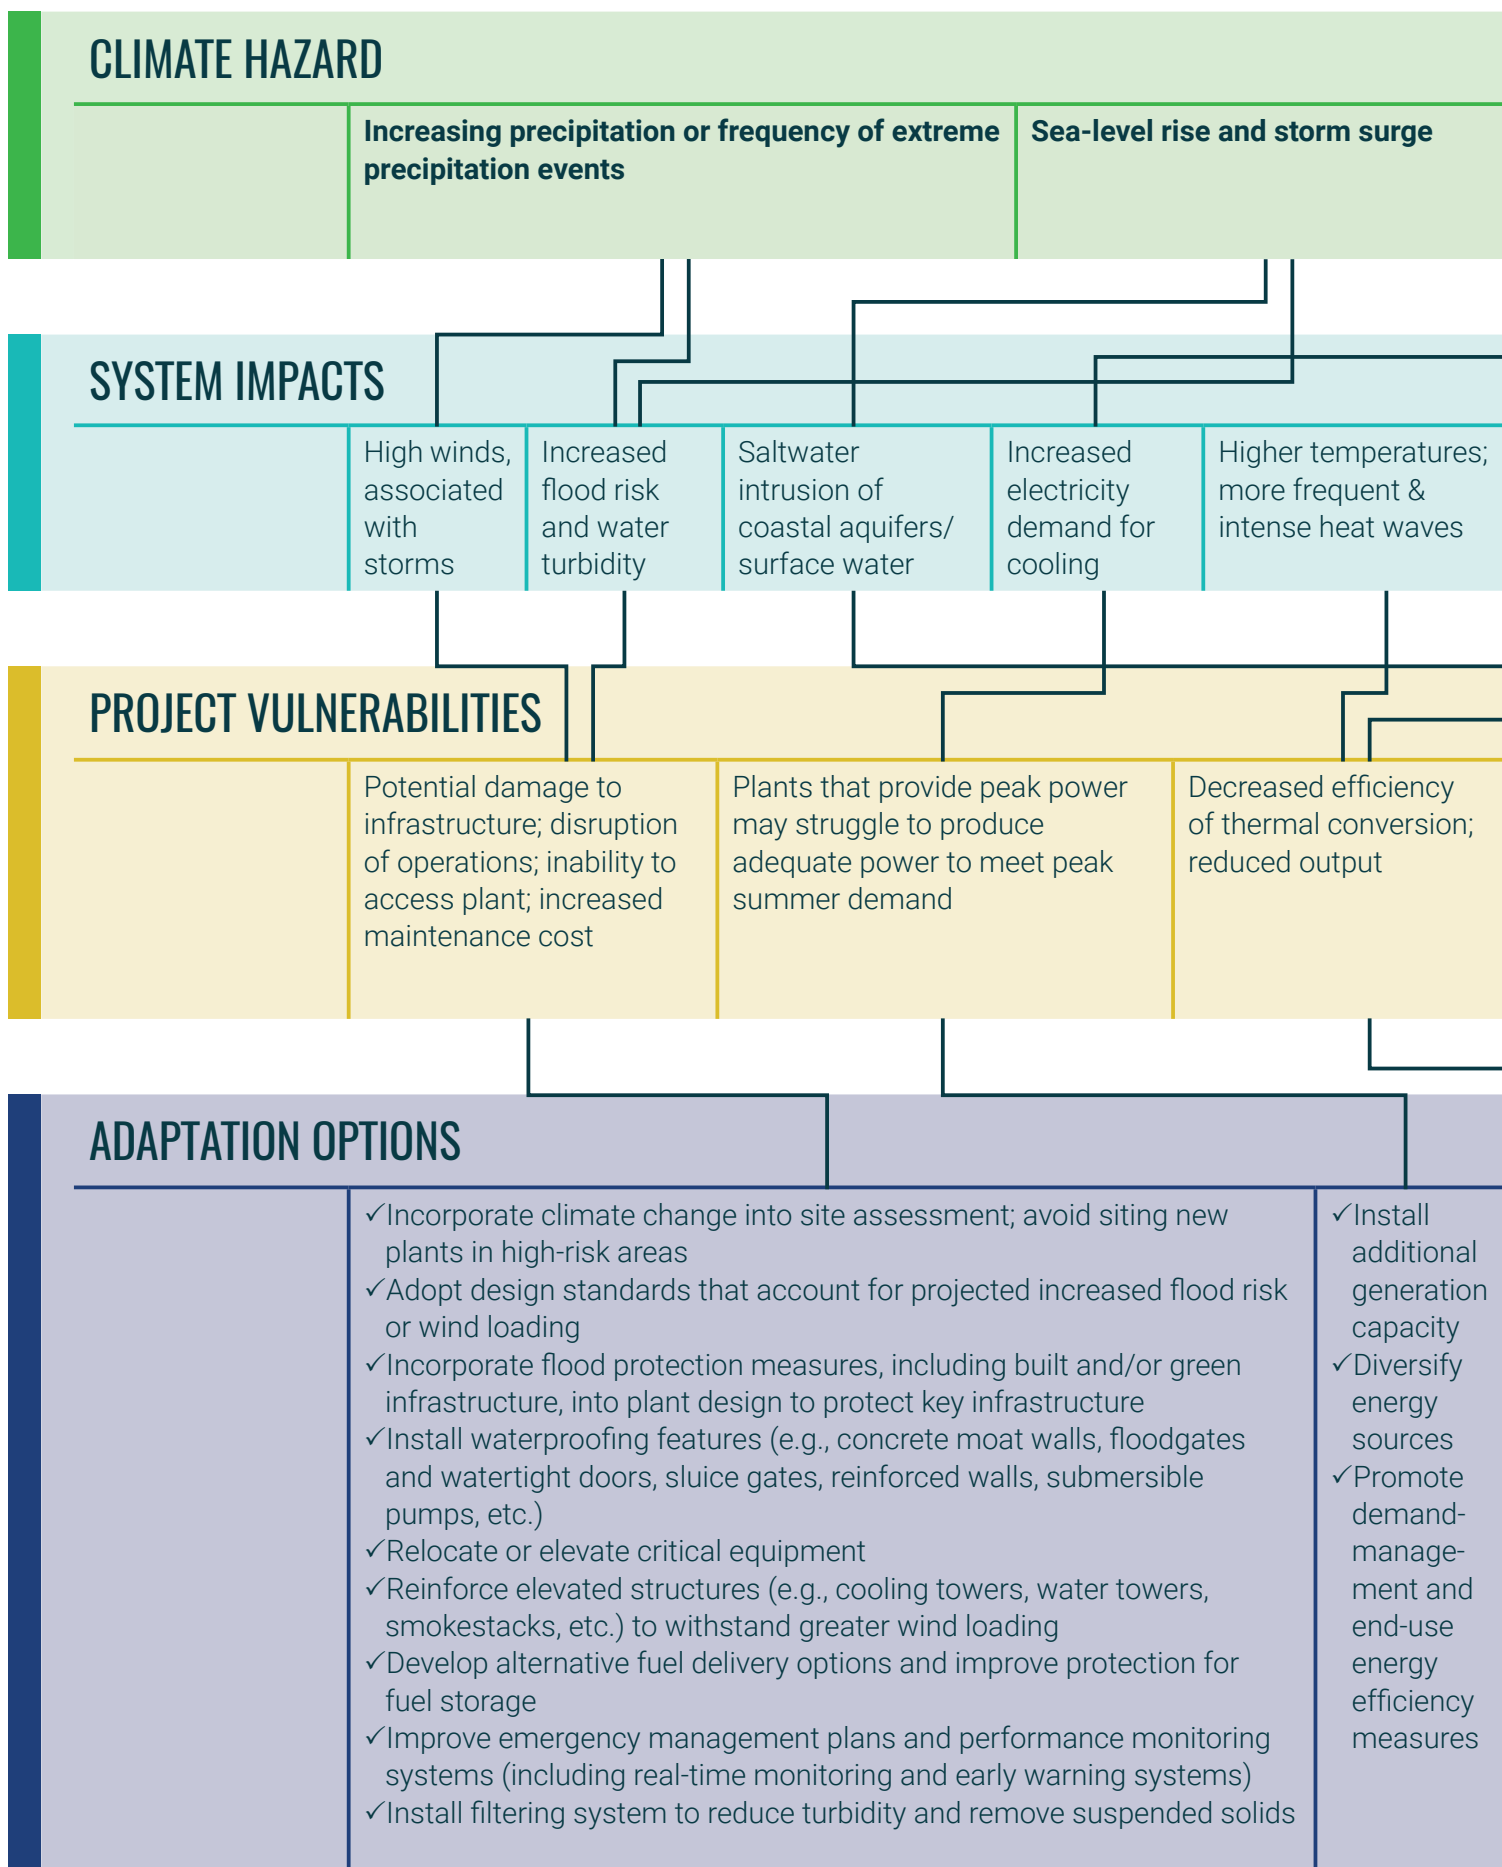 CLIMATE HAZARD
Increasing precipitation or frequency of extreme
precipitation events
Sea-level rise and storm surge
SYSTEM IMPACTS
High winds,
associated
with
storms
Increased
flood risk
and water
turbidity
Saltwater
intrusion of
coastal aquifers/
surface water
Increased
electricity
demand for
cooling
Higher temperatures;
more frequent &
intense heat waves
PROJECT VULNERABILITIES
Potential damage to
infrastructure; disruption
of operations; inability to
access plant; increased
maintenance cost
Plants that provide peak power
may struggle to produce
adequate power to meet peak
summer demand
Decreased efficiency
of thermal conversion;
reduced output
ADAPTATION OPTIONS
✓Incorporate climate change into site assessment; avoid siting new
plants in high-risk areas
✓Adopt design standards that account for projected increased flood risk
or wind loading
✓Incorporate flood protection measures, including built and/or green
infrastructure, into plant design to protect key infrastructure
✓Install waterproofing features (e.g., concrete moat walls, floodgates
and watertight doors, sluice gates, reinforced walls, submersible
pumps, etc.)
✓Relocate or elevate critical equipment
✓Reinforce elevated structures (e.g., cooling towers, water towers,
smokestacks, etc.) to withstand greater wind loading
✓Develop alternative fuel delivery options and improve protection for
fuel storage
✓Improve emergency management plans and performance monitoring
systems (including real-time monitoring and early warning systems)
✓Install filtering system to reduce turbidity and remove suspended solids
✓Install
additional
generation
capacity
✓Diversify
energy
sources
✓Promote
demand-
manage-
ment and
end-use
energy
efficiency
measures